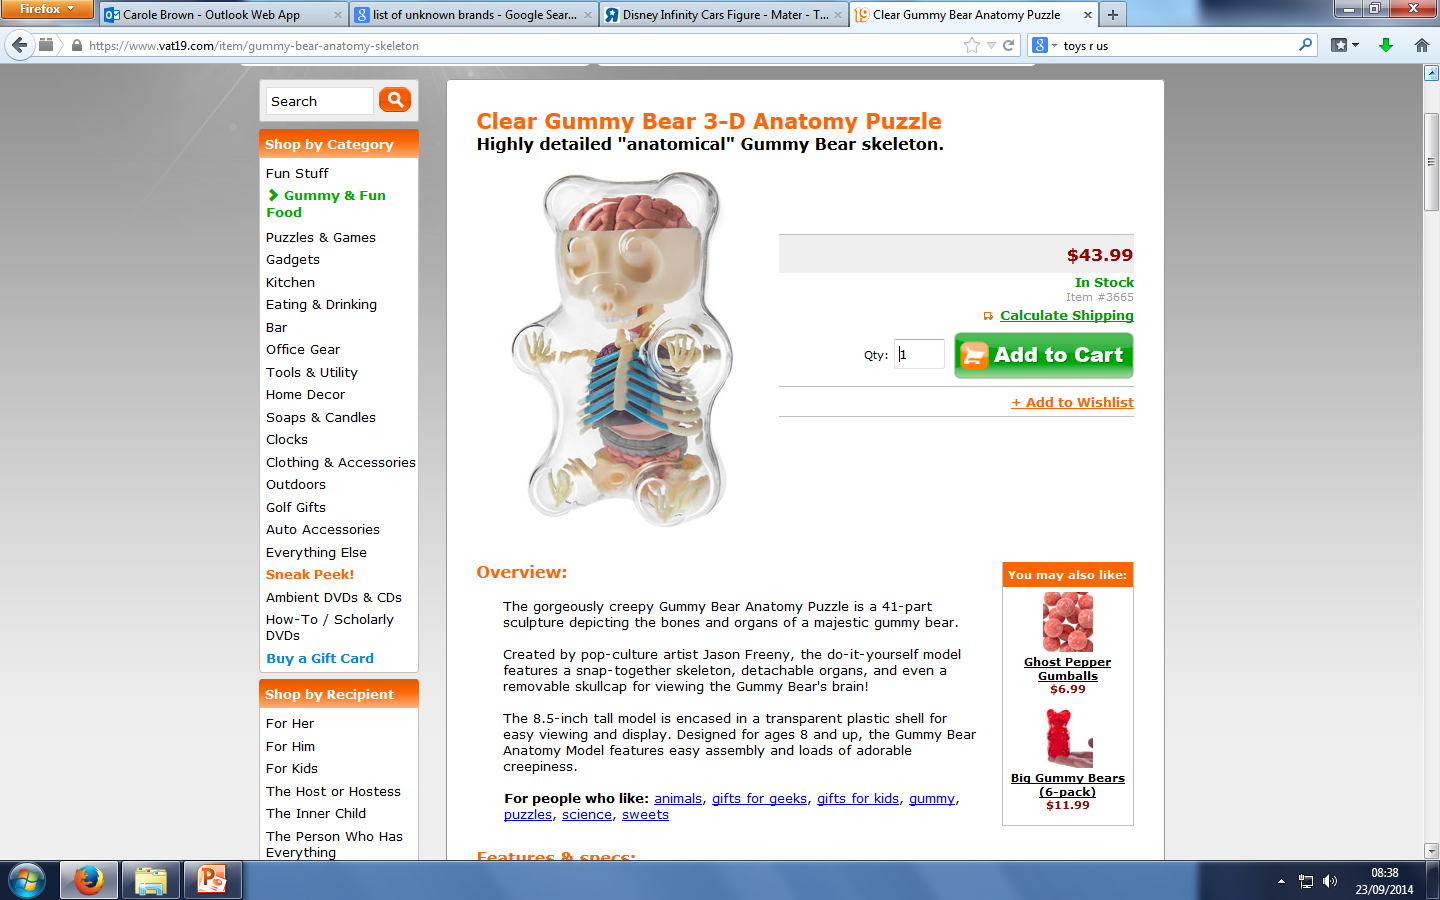 Firefox
Carole Brown - Outlook Web App
list of unknown brands - Google Sear...
Disney Infinity Cars Figure - Mater - T...
Clear Gummy Bear Anatomy Puzzle
https://www.vat19.com/item/gummy-bear-anatomy-skeleton
toys r us
Search
Shop by Category
Fun Stuff
Gummy & Fun
Food
Puzzles & Games
Gadgets
Kitchen
Eating & Drinking
Bar
Office Gear
Tools & Utility
Home Decor
Soaps & Candles
Clocks
Clothing & Accessories
Outdoors
Golf Gifts
Auto Accessories
Everything Else
Sneak Peek!
Ambient DVDs & CDs
How-To / Scholarly
DVDs
Buy a Gift Card
Shop by Recipient
For Her
For Him
For Kids
The Host or Hostess
The Inner Child
The Person Who Has
Everything
Clear Gummy Bear 3-D Anatomy Puzzle
Highly detailed "anatomical" Gummy Bear skeleton.
$43.99
In Stock
Item #3665
Calculate Shipping
Qty: 1
Add to Cart
+ Add to Wishlist
Overview:
The gorgeously creepy Gummy Bear Anatomy Puzzle is a 41-part
sculpture depicting the bones and organs of a majestic gummy bear.
Created by pop-culture artist Jason Freeny, the do-it-yourself model
features a snap-together skeleton, detachable organs, and even a
removable skullcap for viewing the Gummy Bear's brain!
The 8.5-inch tall model is encased in a transparent plastic shell for
easy viewing and display. Designed for ages 8 and up, the Gummy Bear
Anatomy Model features easy assembly and loads of adorable
creepiness.
For people who like: animals, gifts for geeks, gifts for kids, gummy,
puzzles, science, sweets
Features & specs:
You may also like:
Ghost Pepper
Gumballs
$6.99
Big Gummy Bears
(6-pack)
$11.99
08:38
23/09/2014